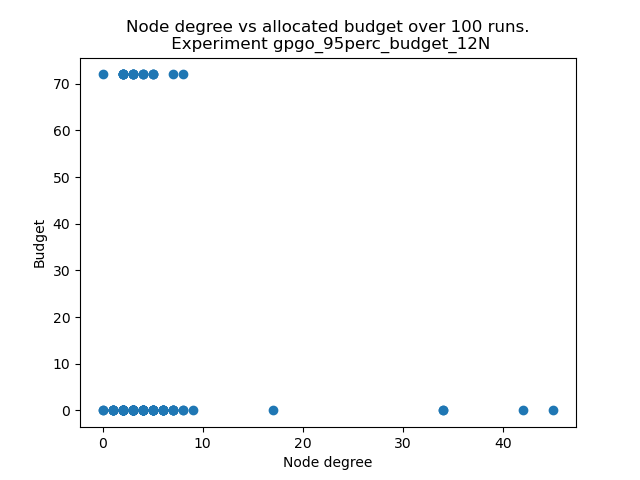 Node degree vs allocated budget over 100 runs.
Experiment gpgo_95perc_budget_12N
70
60
50
40
30
20
10
0
Budget
0 10 20 30 40
Node degree